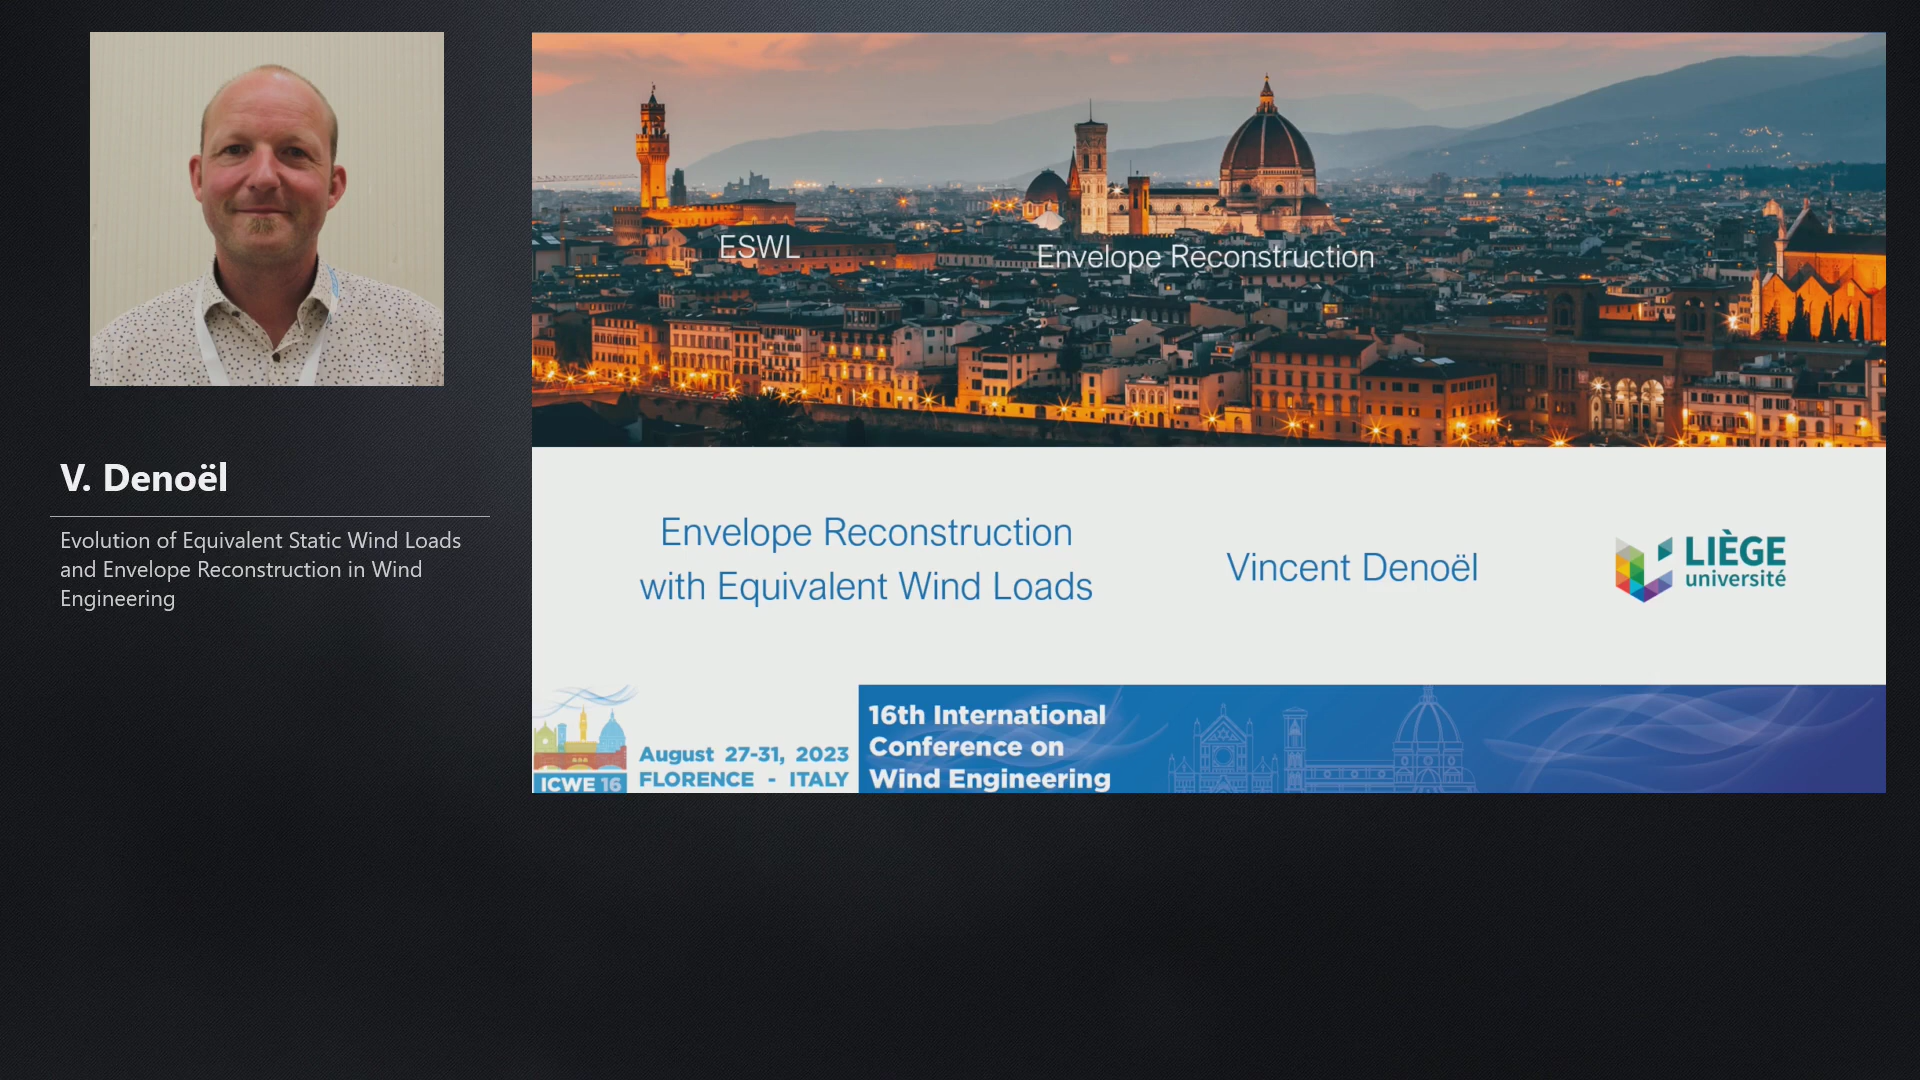 V. Denoël
Evolution of Equivalent Static Wind Loads
and Envelope Reconstruction in Wind
Engineering
ESWL
Envelope Reconstruction
Envelope Reconstruction
with Equivalent Wind Loads
Vincent Denoël
LIÈGE
université
ICWE 16
August 27-31, 2023
FLORENCE - ITALY
16th International
Conference on
Wind Engineering